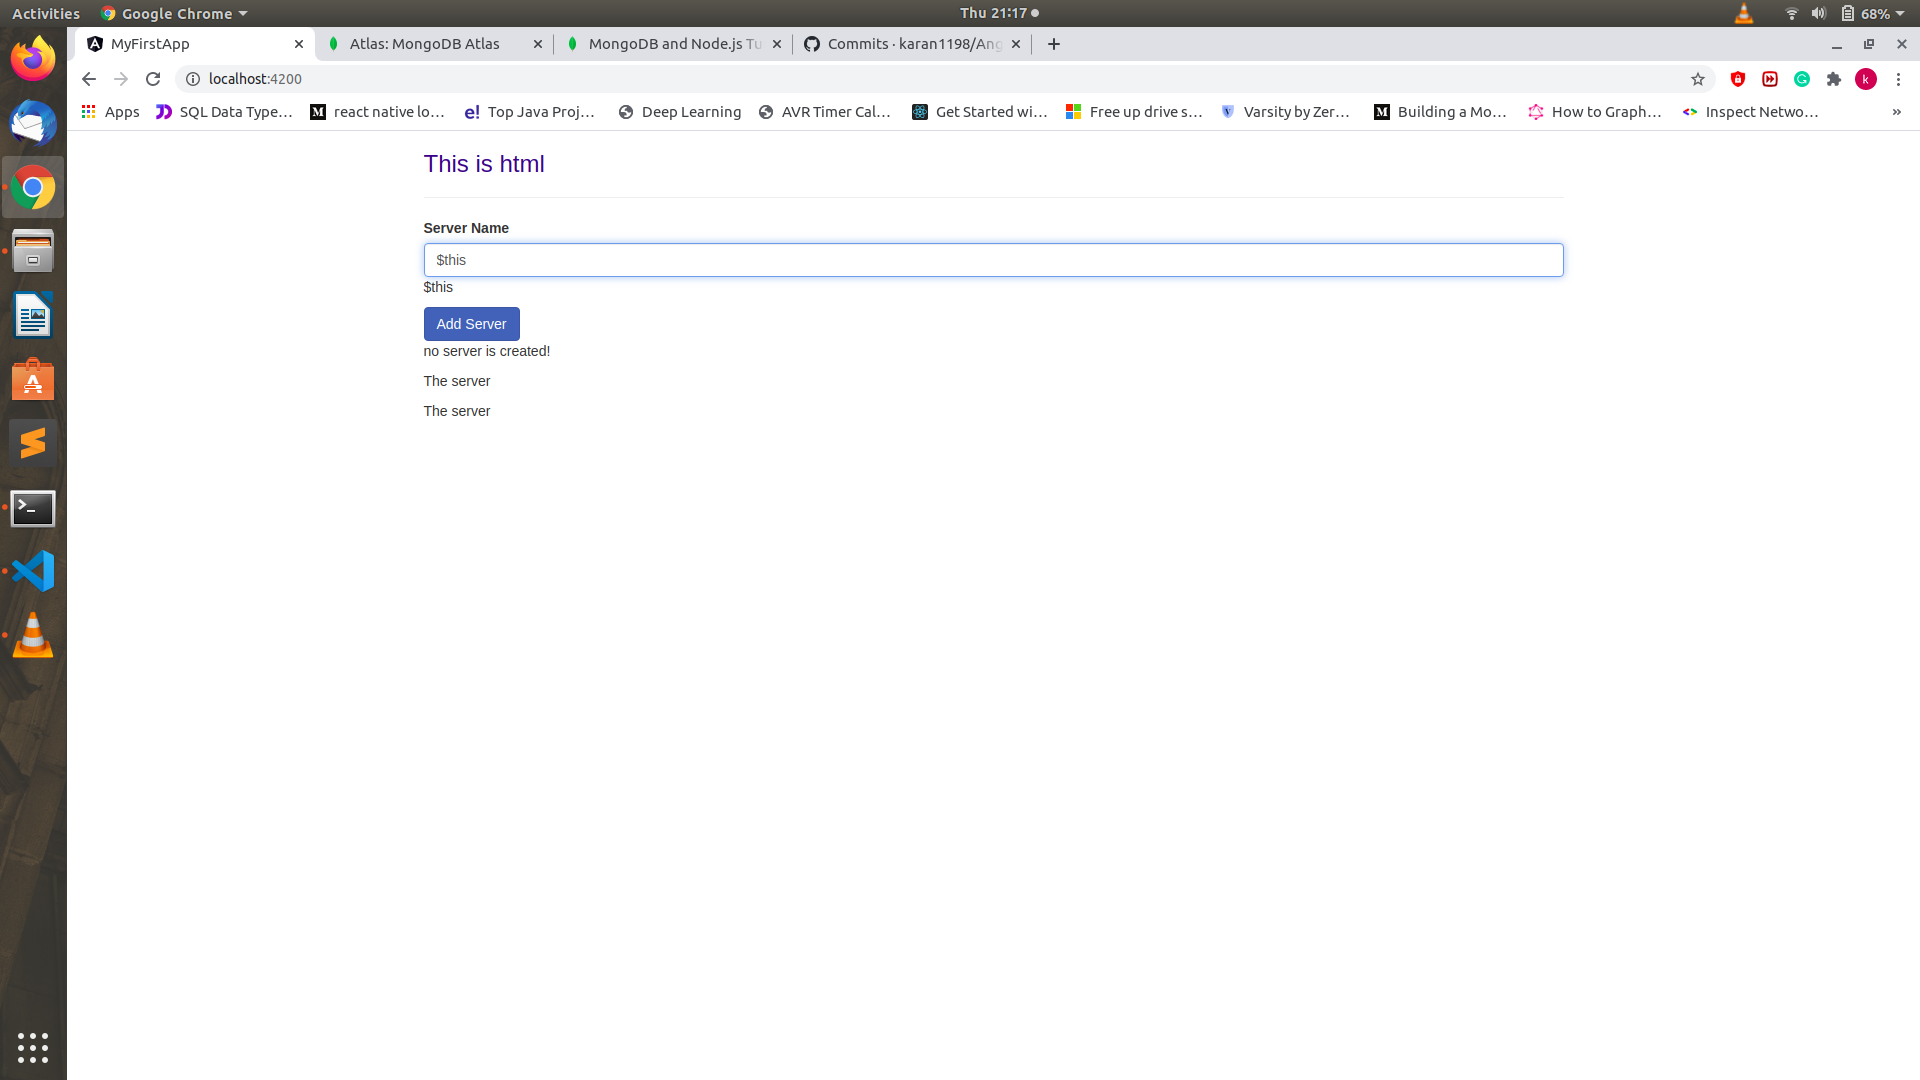 Activities
Google Chrome
Thu 21:17
68%
MyFirstApp
Atlas: MongoDB Atlas
MongoDB and Node.js Tu
Commits · karan1198/Ang
localhost:4200
k
Apps
SQL Data Type…
react native lo…
Top Java Proj…
Deep Learning
AVR Timer Cal…
Get Started wi…
Free up drive s…
Varsity by Zer…
Building a Mo…
How to Graph…
Inspect Netwo…
»
This is html
Server Name
$this
$this
Add Server
no server is created!
The server
The server